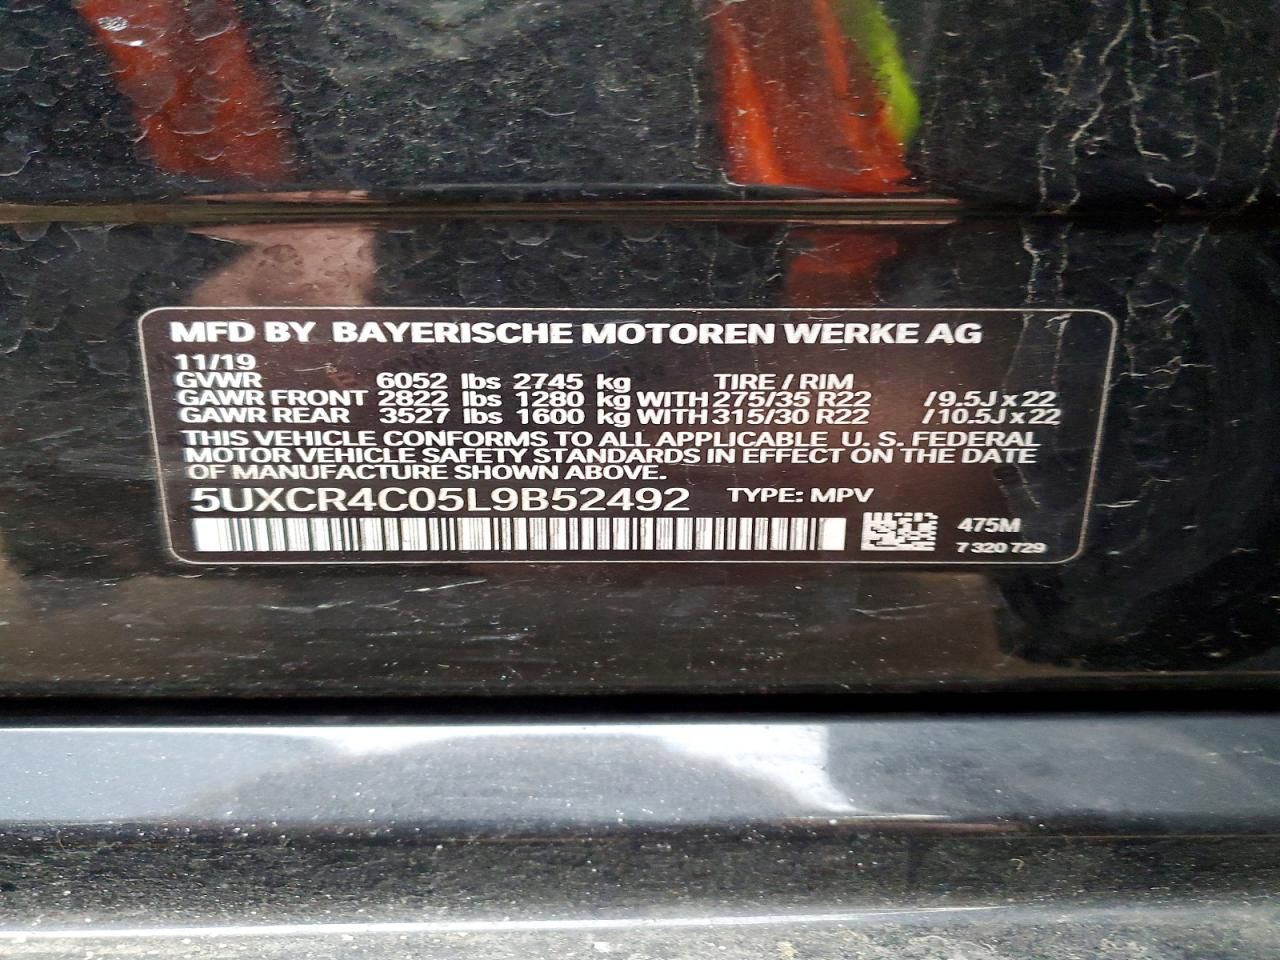 MFD BY BAYERISCHE MOTOREN WERKE AG
11/19
GVWR 6052 lbs 2745 kg TIRE / RIM
GAWR FRONT 2822 lbs 1280 kg WITH 275/35 R22 / 9.5J x 22
GAWR REAR 3527 lbs 1600 kg WITH 315/30 R22 / 10.5J x 22
THIS VEHICLE CONFORMS TO ALL APPLICABLE U. S. FEDERAL
MOTOR VEHICLE SAFETY STANDARDS IN EFFECT ON THE DATE
OF MANUFACTURE SHOWN ABOVE.
5UXCR4C05L9B52492 TYPE: MPV
475M
7 320 729